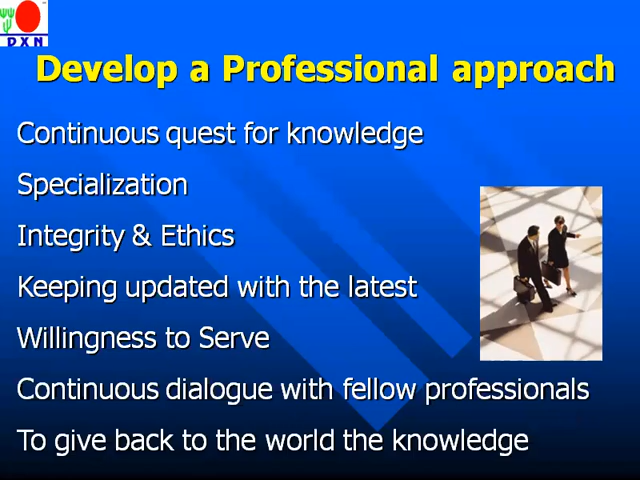 DXN
Develop a Professional approach
Continuous quest for knowledge
Specialization
Integrity & Ethics
Keeping updated with the latest
Willingness to Serve
Continuous dialogue with fellow professionals
To give back to the world the knowledge